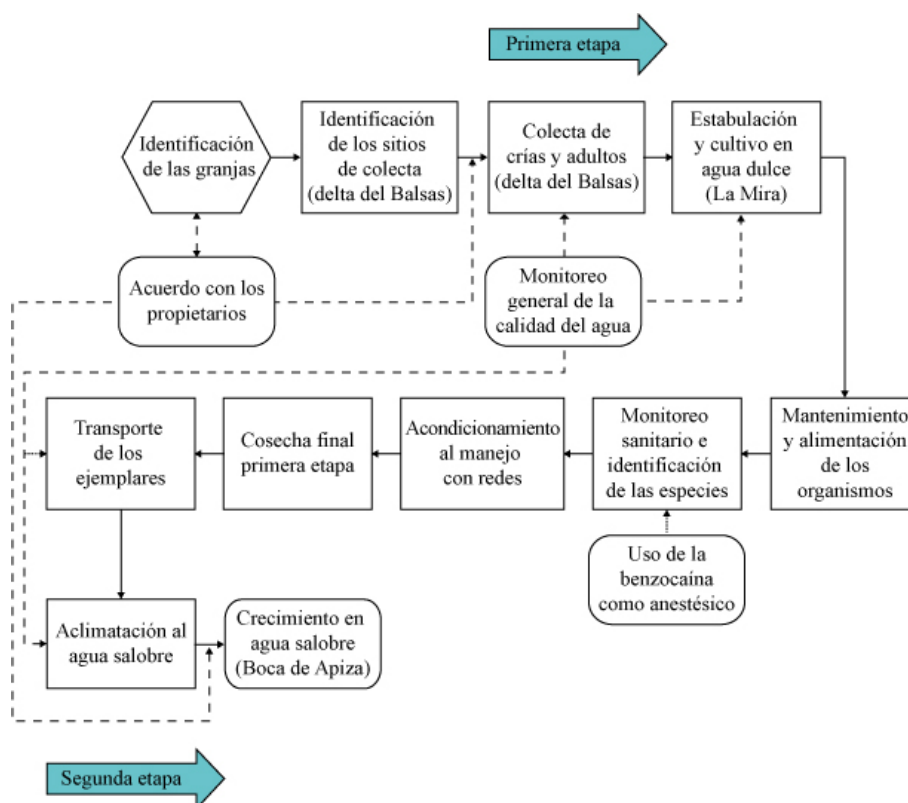 Primera etapa
Identificación
de las granjas
Identificación
de los sitios
de colecta
(delta del Balsas)
Colecta de
crías y adultos
(delta del Balsas)
Estabulación
y cultivo en
agua dulce
(La Mira)
Acuerdo con los
propietarios
Monitoreo
general de la
calidad del agua
Transporte
de los
ejemplares
Cosecha final
primera etapa
Acondicionamiento
al manejo
con redes
Monitoreo
sanitario e
identificación
de las especies
Mantenimiento
y alimentación
de los
organismos
Uso de la
benzocaína
como anestésico
Aclimatación al
agua salobre
Crecimiento en
agua salobre
(Boca de Apiza)
Segunda etapa